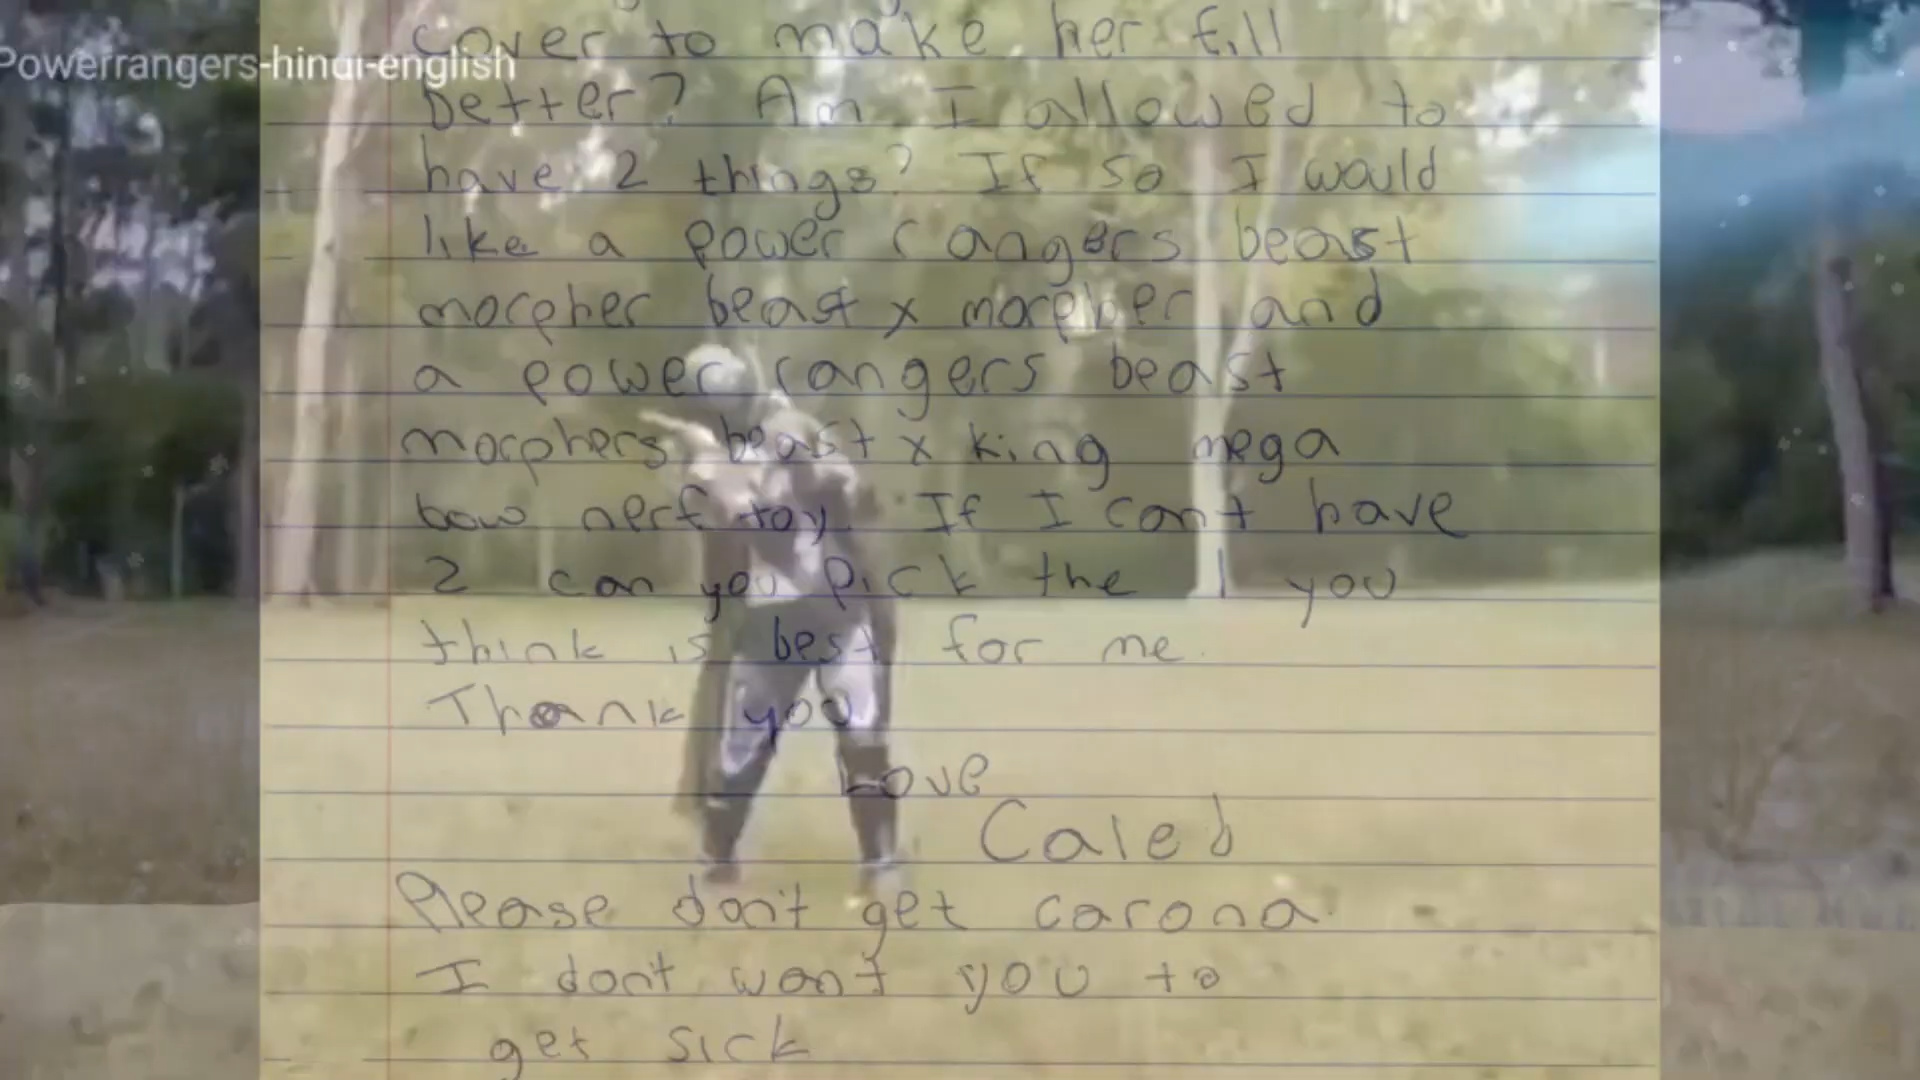 cover to make her fill
Powerrangers-hindi-english
better? Am I allowed to
have 2 things? If so I would
like a power rangers beast
morpher beast x morpher and
a power rangers beast
morphers beast x king mega
bow nerf toy. If I can't have
2 can you pick the 1 you
think is best for me.
Thank you
Love
Caleb
Please don't get carona.
I dont want you to
get sick